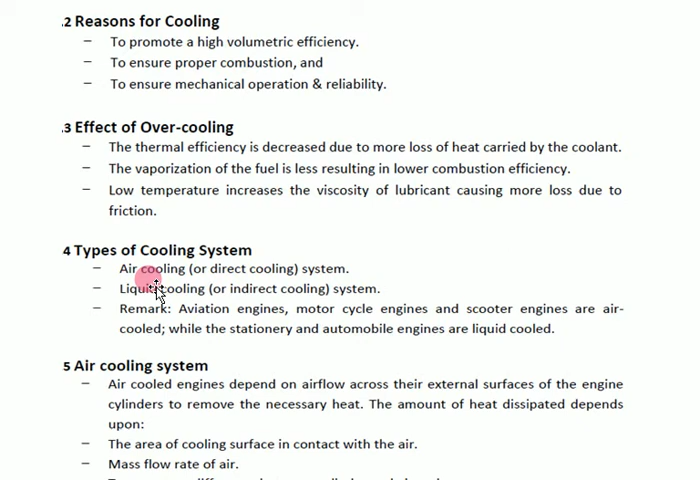 .2 Reasons for Cooling
– To promote a high volumetric efficiency.
– To ensure proper combustion, and
– To ensure mechanical operation & reliability.
.3 Effect of Over-cooling
– The thermal efficiency is decreased due to more loss of heat carried by the coolant.
– The vaporization of the fuel is less resulting in lower combustion efficiency.
– Low temperature increases the viscosity of lubricant causing more loss due to
friction.
4 Types of Cooling System
– Air cooling (or direct cooling) system.
– Liquid cooling (or indirect cooling) system.
– Remark: Aviation engines, motor cycle engines and scooter engines are air-
cooled; while the stationary and automobile engines are liquid cooled.
5 Air cooling system
– Air cooled engines depend on airflow across their external surfaces of the engine
cylinders to remove the necessary heat. The amount of heat dissipated depends
upon:
– The area of cooling surface in contact with the air.
– Mass flow rate of air.